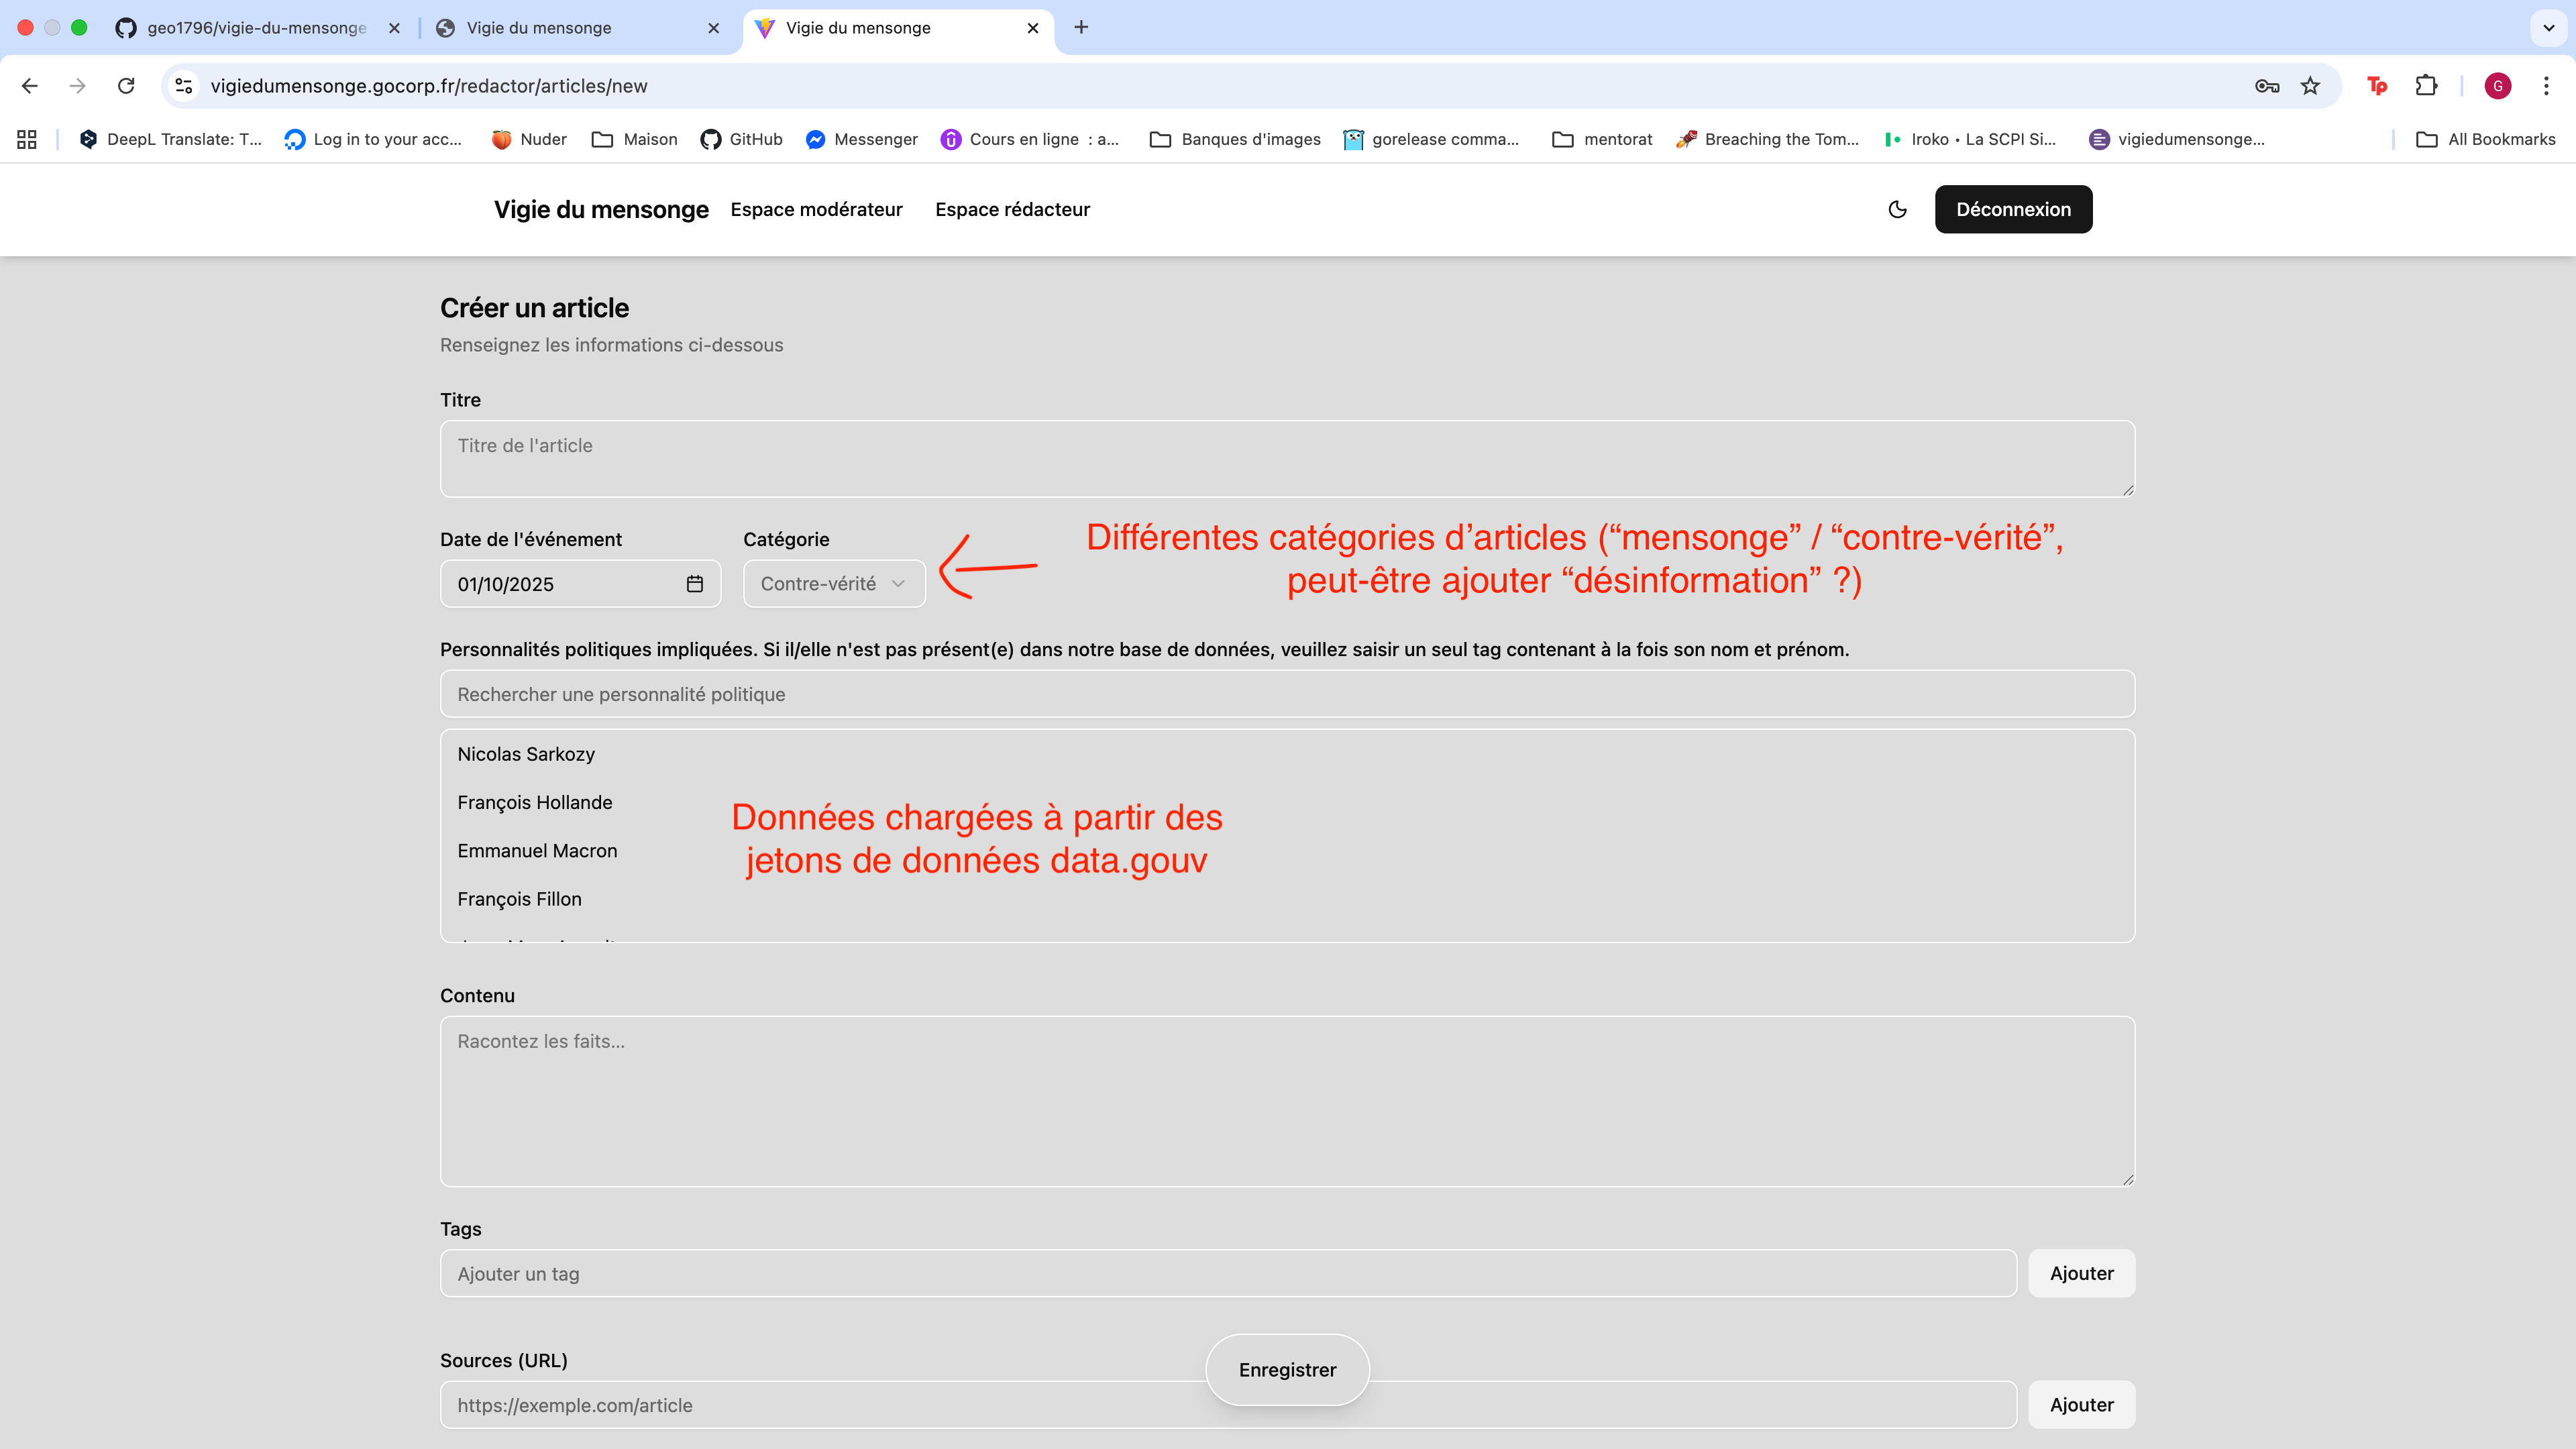 geo1796/vigie-du-mensonge
Vigie du mensonge
Vigie du mensonge
vigiedumensonge.gocorp.fr/redactor/articles/new
Tp
G
DeepL Translate: T...
Log in to your acc...
Nuder
Maison
GitHub
Messenger
Cours en ligne : a...
Banques d'images
gorelease comma...
mentorat
Breaching the Tom...
Iroko • La SCPI Si...
vigiedumensonge...
All Bookmarks
Vigie du mensonge
Espace modérateur
Espace rédacteur
Déconnexion
Créer un article
Renseignez les informations ci-dessous
Titre
Titre de l'article
Date de l'événement
Catégorie
01/10/2025
Contre-vérité
Différentes catégories d’articles (“mensonge” / “contre-vérité”,
peut-être ajouter “désinformation” ?)
Personnalités politiques impliquées. Si il/elle n'est pas présent(e) dans notre base de données, veuillez saisir un seul tag contenant à la fois son nom et prénom.
Rechercher une personnalité politique
Nicolas Sarkozy
François Hollande
Emmanuel Macron
François Fillon
Données chargées à partir des
jetons de données data.gouv
Contenu
Racontez les faits...
Tags
Ajouter un tag
Ajouter
Sources (URL)
Enregistrer
https://exemple.com/article
Ajouter